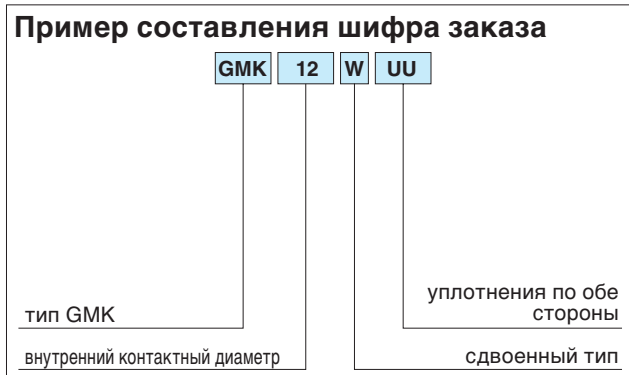 Пример составления шифра заказа
GMK 12 W UU
уплотнения по обе
стороны
тип GMK
внутренний контактный диаметр
сдвоенный тип